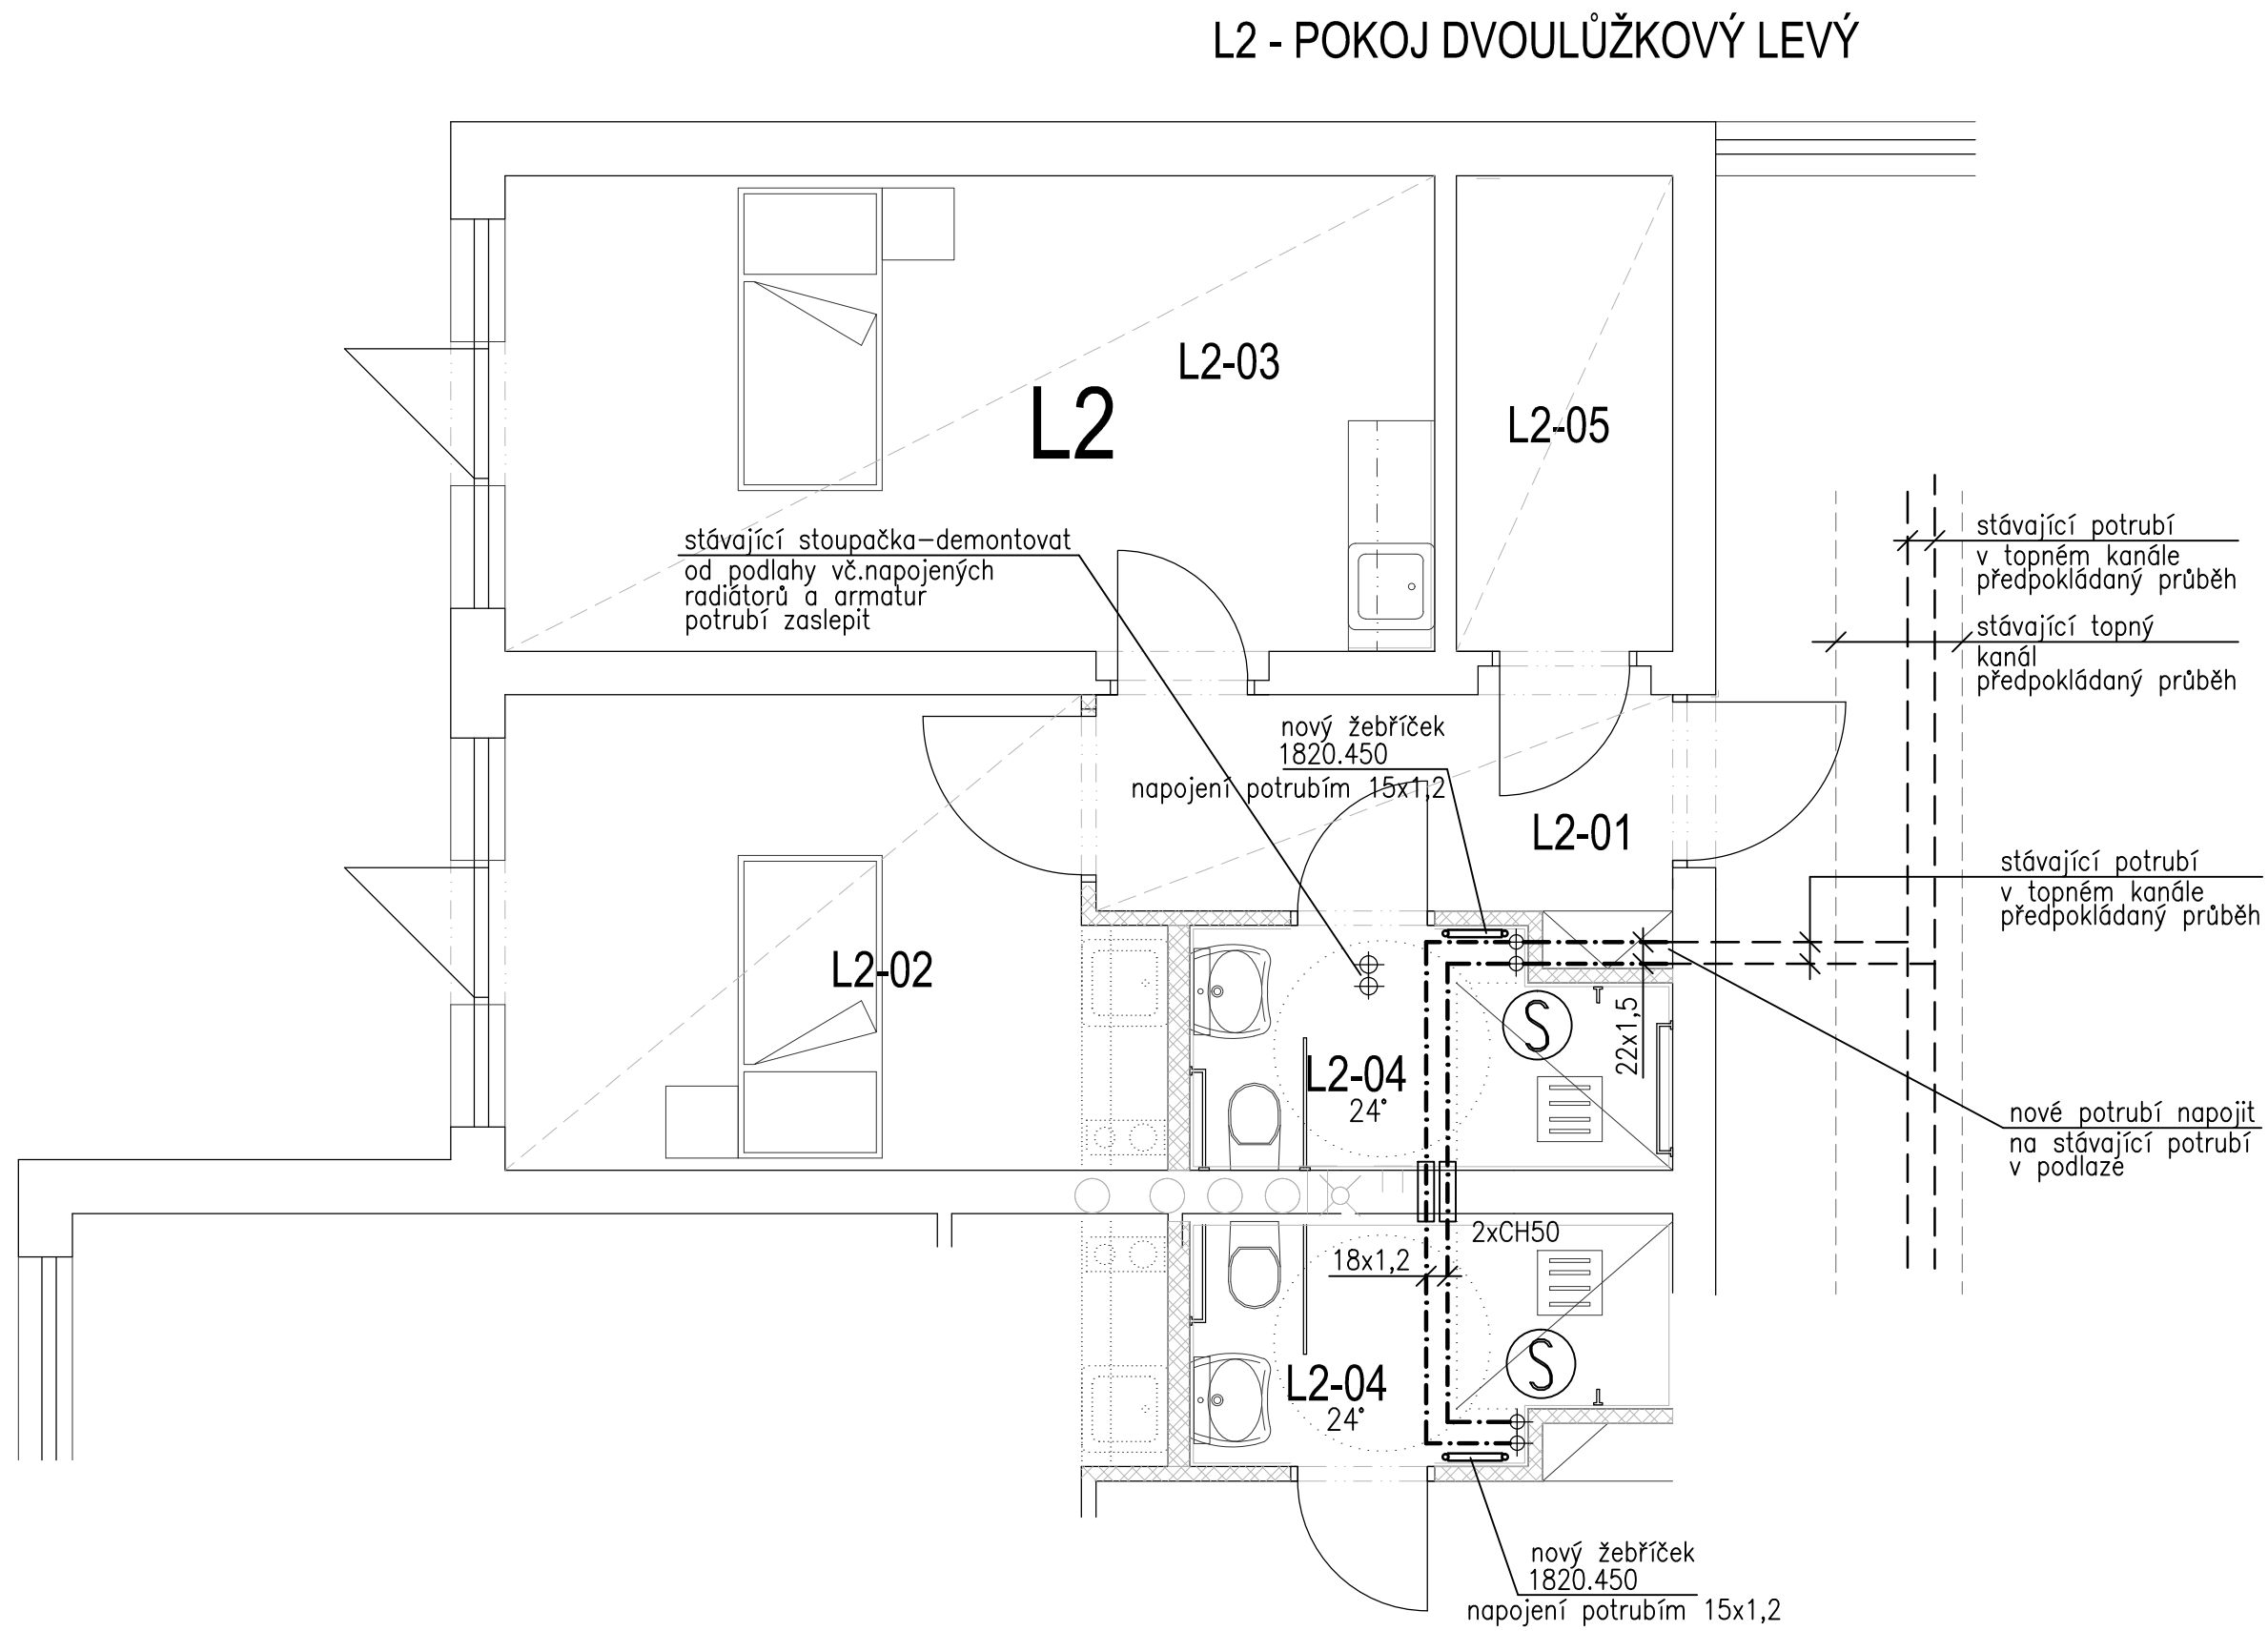 L2 - POKOJ DVOULŮŽKOVÝ LEVÝ
L2-03
L2
L2-05
stávající stoupačka-demontovat
od podlahy vč.napojených
radiátorů a armatur
potrubí zaslepit
stávající potrubí
v topném kanále
předpokládaný průběh
stávající topný
kanál
předpokládaný průběh
nový žebříček
1820.450
napojení potrubím 15x1,2
L2-01
stávající potrubí
v topném kanále
předpokládaný průběh
L2-02
S
22x1,5
L2-04
24°
nové potrubí napojit
na stávající potrubí
v podlaze
2xCH50
18x1,2
S
L2-04
24°
nový žebříček
1820.450
napojení potrubím 15x1,2